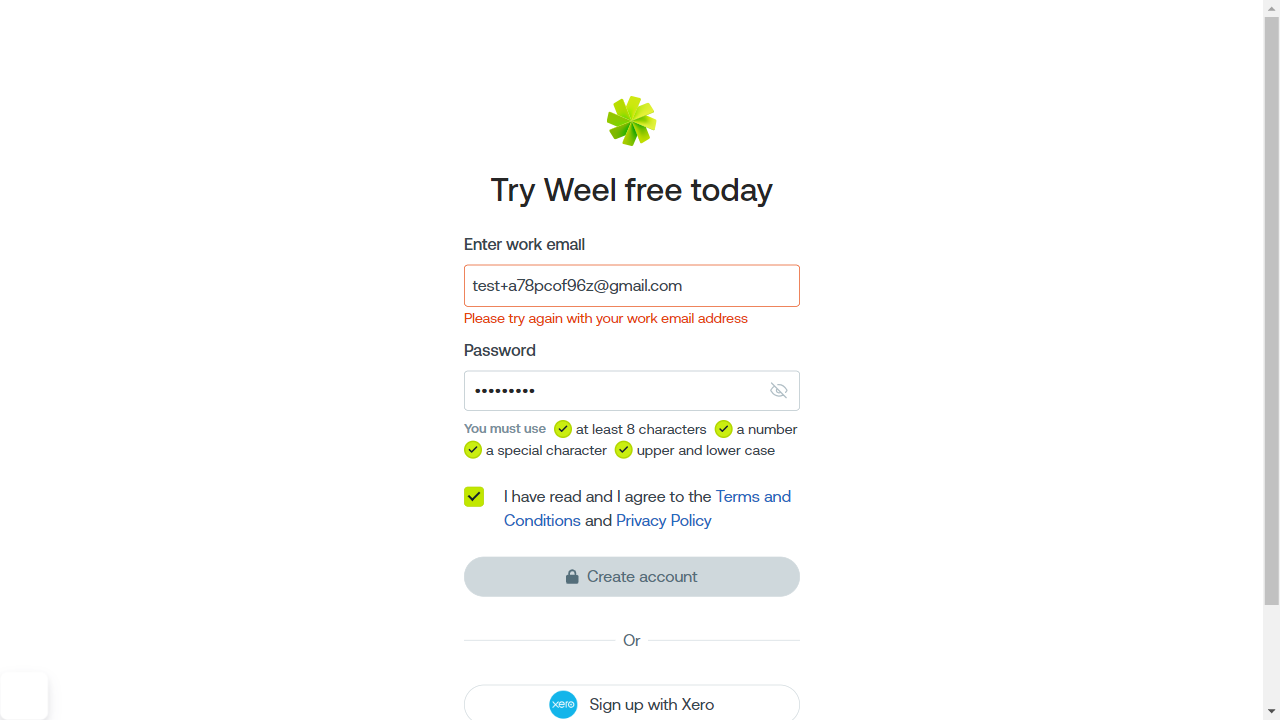 Try Weel free today
Enter work email
test+a78pcof96z@gmail.com
Please try again with your work email address
Password
•••••••••
You must use at least 8 characters a number
a special character upper and lower case
I have read and I agree to the Terms and
Conditions and Privacy Policy
Create account
Or
xero Sign up with Xero